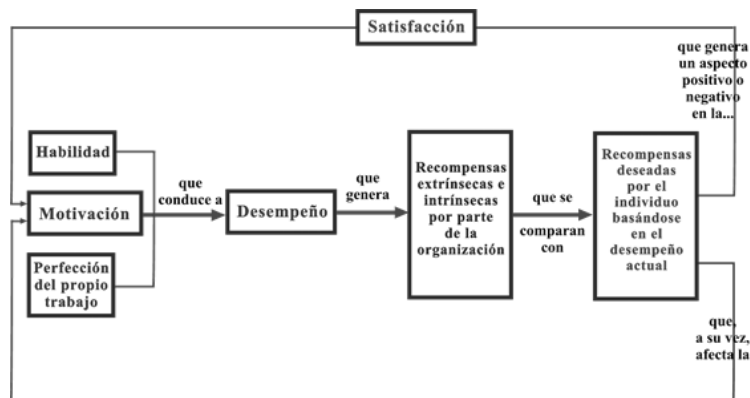 Satisfacción
que genera
un aspecto
positivo o
negativo
en la...
Habilidad
Motivación
Perfección
del propio
trabajo
que
conduce a
Desempeño
que
genera
Recompensas
extrínsecas e
intrínsecas
por parte
de la
organización
que se
comparan
con
Recompensas
deseadas
por el
individuo
basándose
en el
desempeño
actual
que,
a su vez,
afecta la